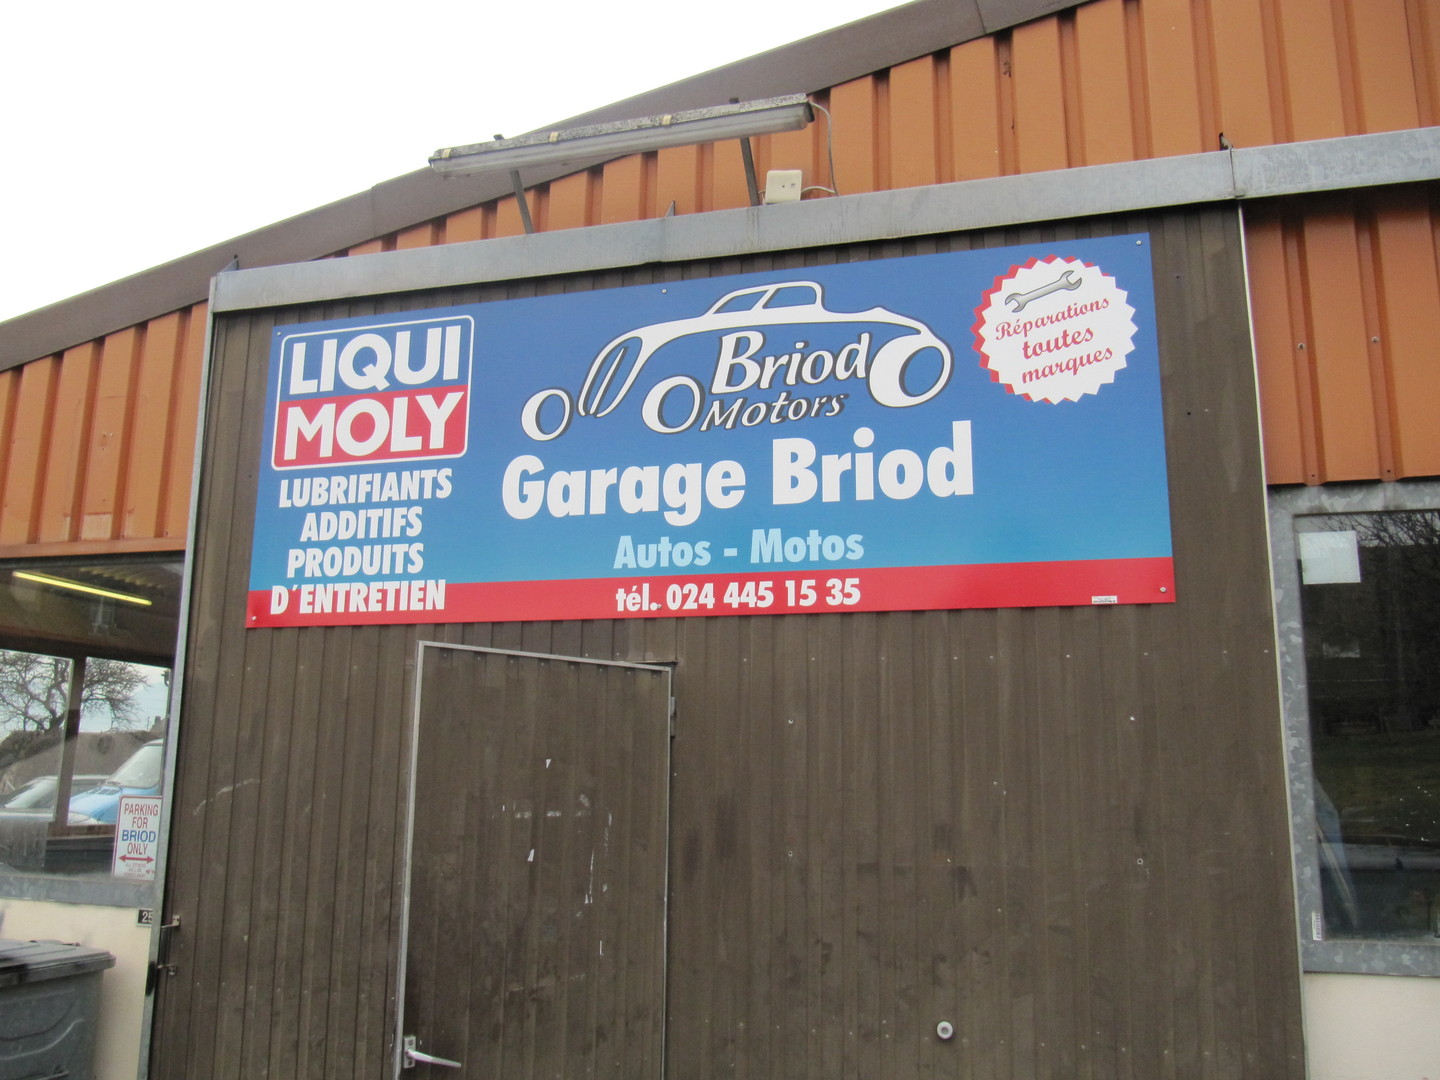 LIQUI
MOLY
LUBRIFIANTS
ADDITIFS
PRODUITS
D'ENTRETIEN
Briod
Motors
Garage Briod
Autos - Motos
tél. 024 445 15 35
Réparations
toutes
marques
PARKING
FOR
BRIOD
ONLY
25